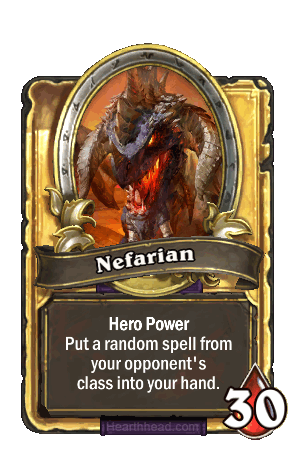 Nefarian
Hero Power
Put a random spell from
your opponent's
class into your hand.
30
Hearthhead.com